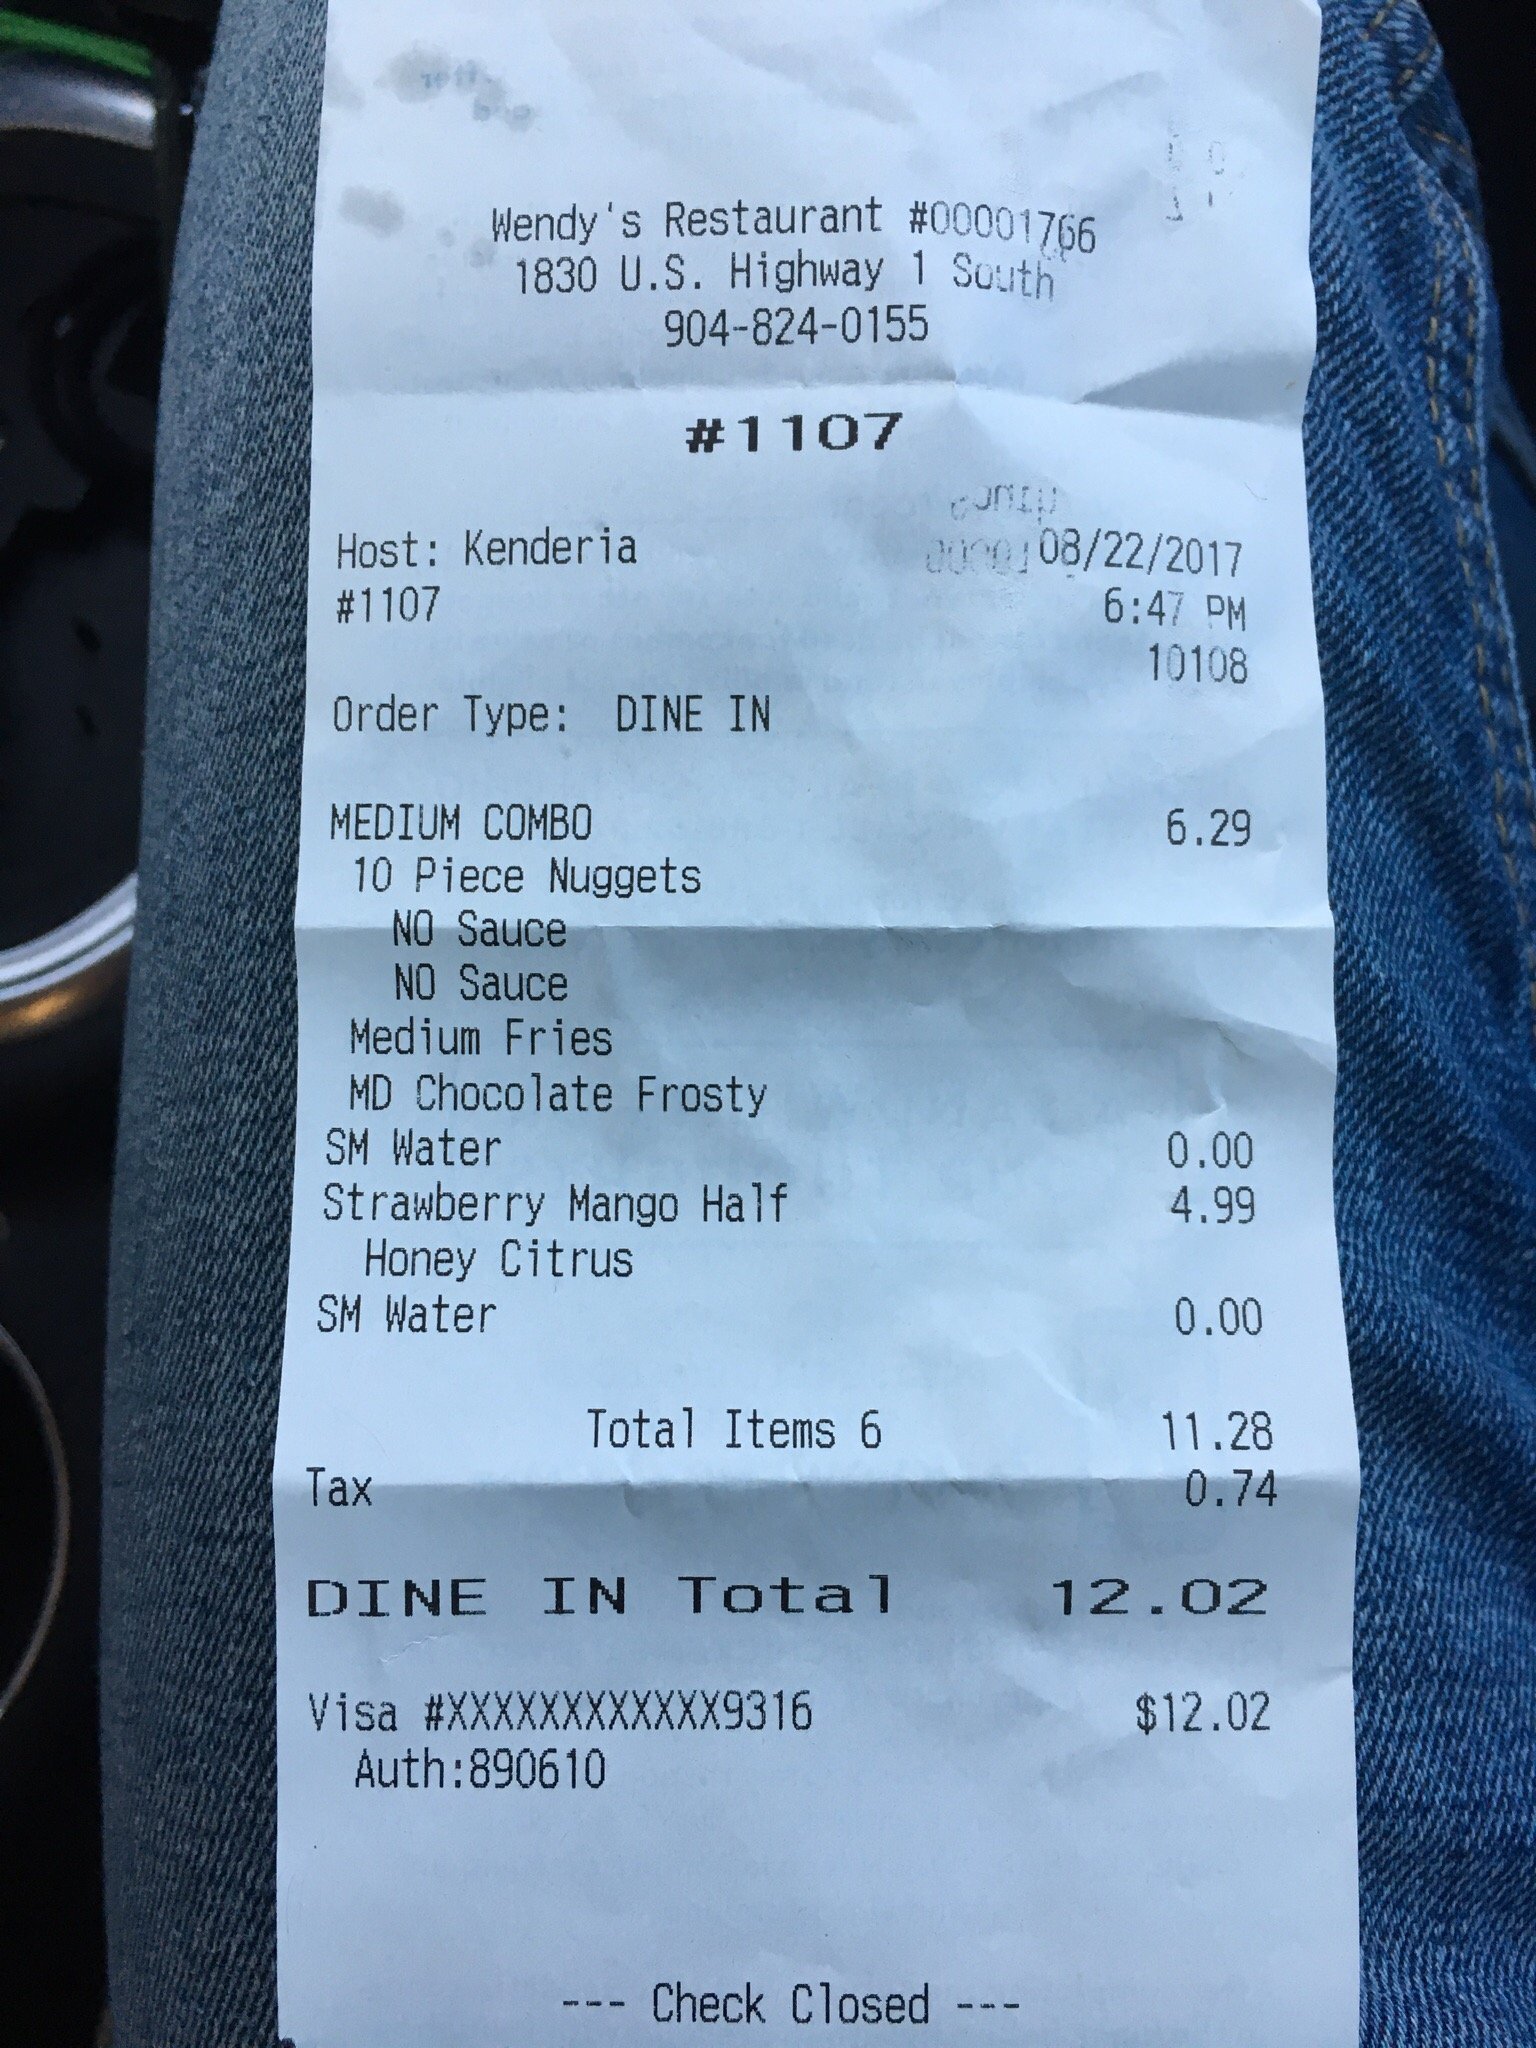 Wendy's Restaurant #00001766
1830 U.S. Highway 1 South
904-824-0155
#1107
Host: Kenderia 08/22/2017
#1107 6:47 PM
10108
Order Type: DINE IN
MEDIUM COMBO 6.29
10 Piece Nuggets
NO Sauce
NO Sauce
Medium Fries
MD Chocolate Frosty
SM Water 0.00
Strawberry Mango Half 4.99
Honey Citrus
SM Water 0.00
Total Items 6 11.28
Tax 0.74
DINE IN Total 12.02
Visa #XXXXXXXXXXXX9316 $12.02
Auth:890610
--- Check Closed ---